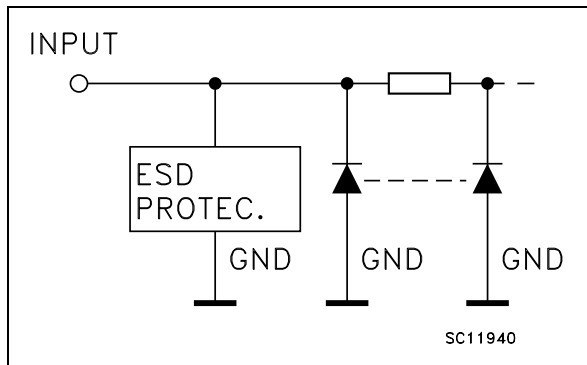 INPUT
ESD
PROTEC.
GND
GND
GND
SC11940